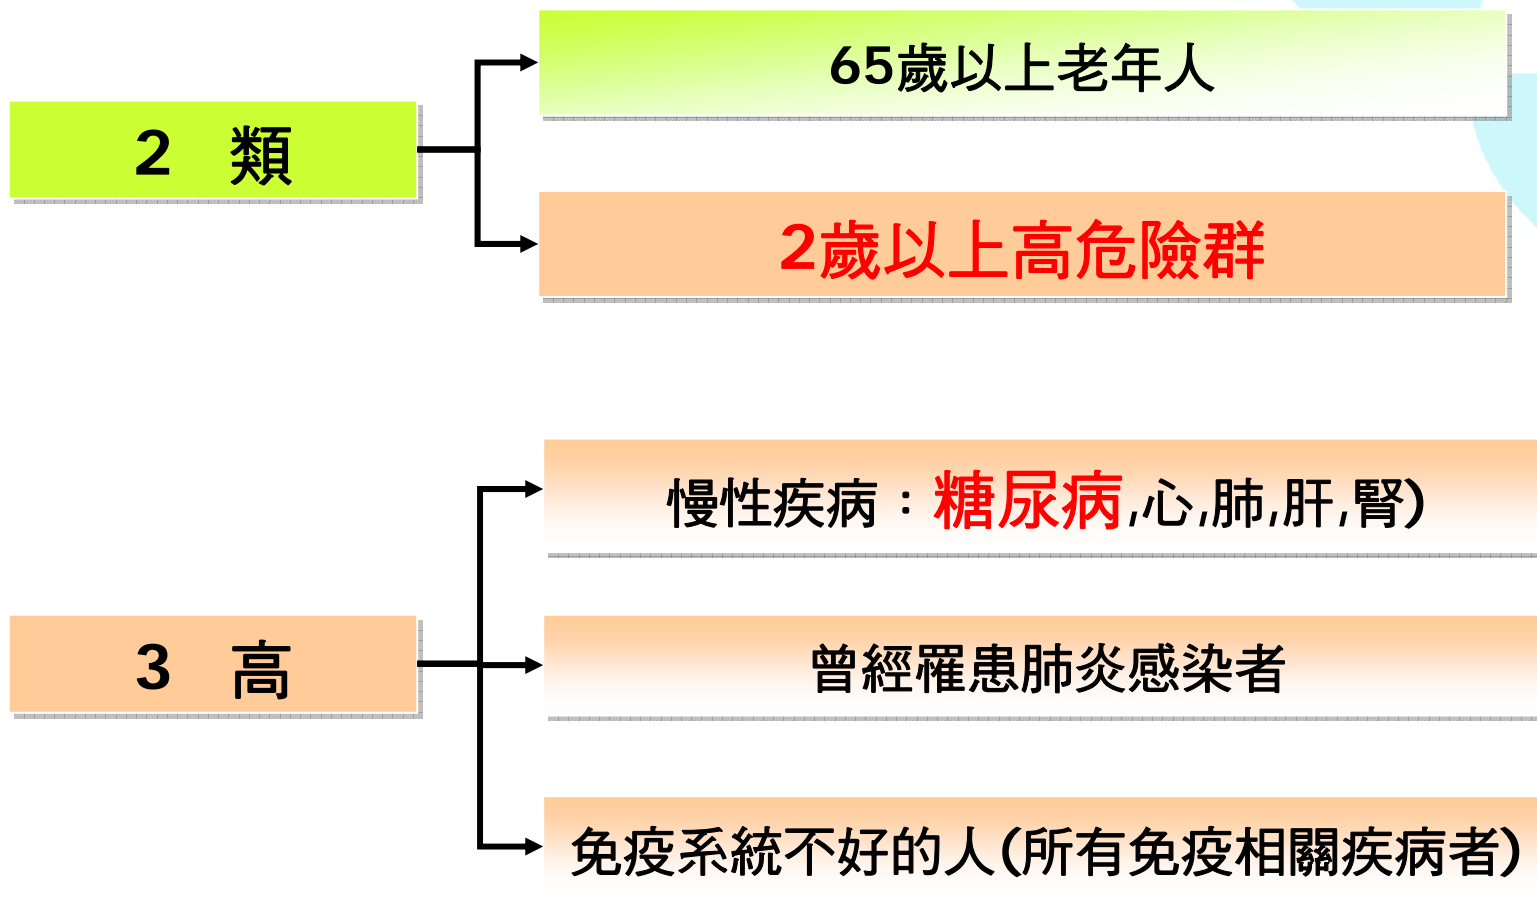 2 類
65歲以上老年人
2歲以上高危險群
3 高
慢性疾病：糖尿病,心,肺,肝,腎)
曾經罹患肺炎感染者
免疫系統不好的人(所有免疫相關疾病者)